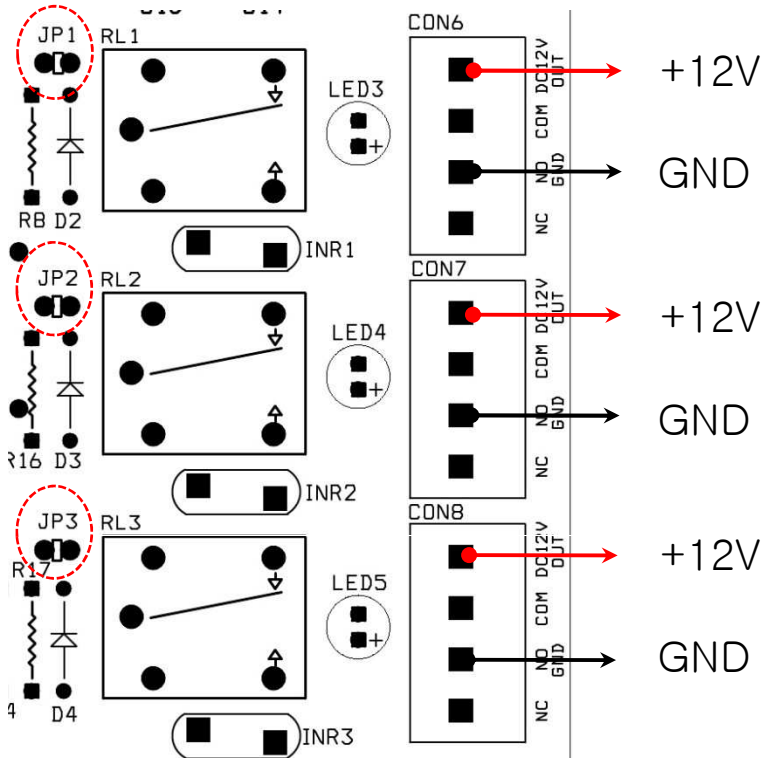 JP1 RL1 CON6
LED3
DC12V OUT
+12V
COM
NO GND
GND
NC
R8 D2
INR1
JP2 RL2 CON7
LED4
DC12V OUT
+12V
COM
NO GND
GND
NC
R16 D3
INR2
JP3 RL3 CON8
R17
LED5
DC12V OUT
+12V
COM
NO GND
GND
NC
D4
INR3